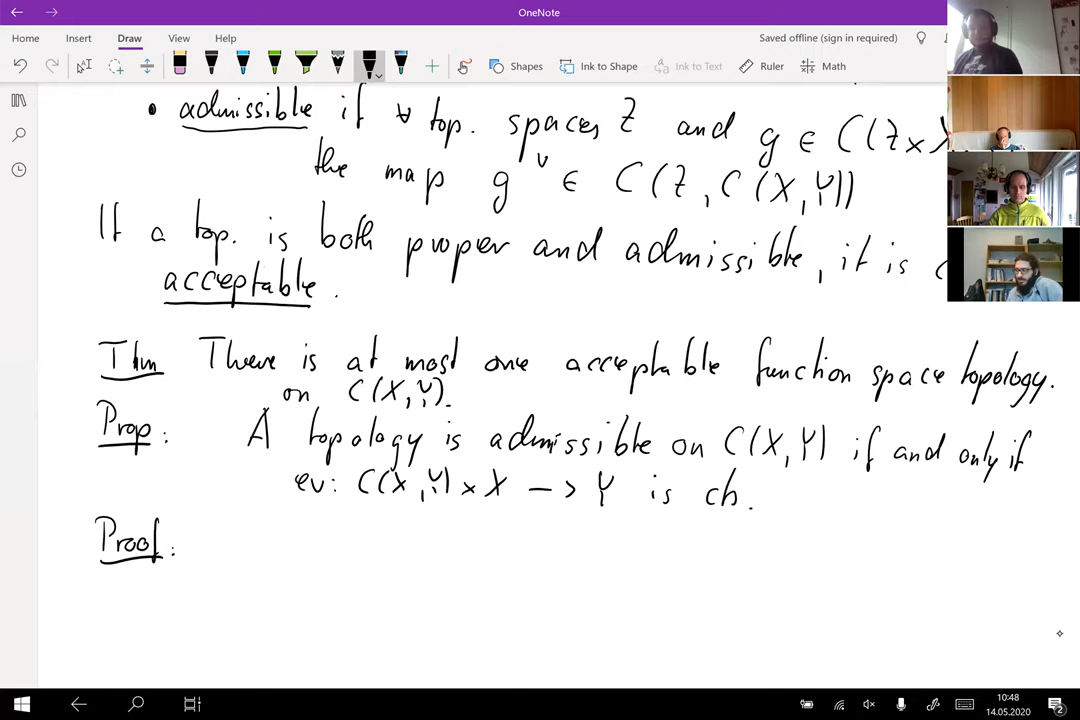 OneNote
Home Insert Draw View Help Saved offline (sign in required)
Shapes Ink to Shape Ink to Text Ruler Math
• admissible if ∀ top. spaces Z and g ∈ C(Z×
the map g^∨ ∈ C(Z, C(X,Y))
If a top. is both proper and admissible, it is
acceptable.
Thm There is at most one acceptable function space topology.
on C(X,Y).
Prop: A topology is admissible on C(X,Y) if and only if
ev: C(X,Y) × X -> Y is cts.
Proof:
10:48
14.05.2020
2